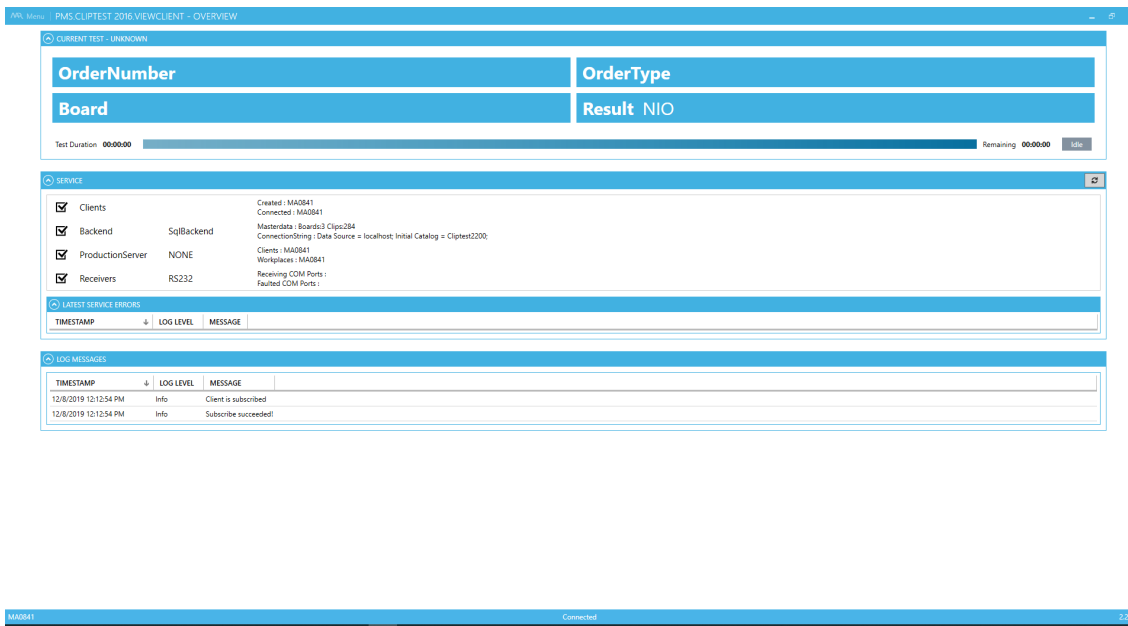 Menu PMS.CLIPTEST 2016.VIEWCLIENT - OVERVIEW
CURRENT TEST - UNKNOWN
OrderNumber OrderType
Board Result NIO
Test Duration 00:00:00 Remaining 00:00:00 Idle
SERVICE
Clients Created : MA0841
Connected : MA0841
Backend SqlBackend Masterdata : Boards:3 Clips:284
ConnectionString : Data Source = localhost; Initial Catalog = Cliptest2200;
ProductionServer NONE Clients : MA0841
Workplaces : MA0841
Receivers RS232 Receiving COM Ports :
Faulted COM Ports :
LATEST SERVICE ERRORS
TIMESTAMP LOG LEVEL MESSAGE
LOG MESSAGES
TIMESTAMP LOG LEVEL MESSAGE
12/8/2019 12:12:54 PM Info Client is subscribed
12/8/2019 12:12:54 PM Info Subscribe succeeded!
MA0841 Connected